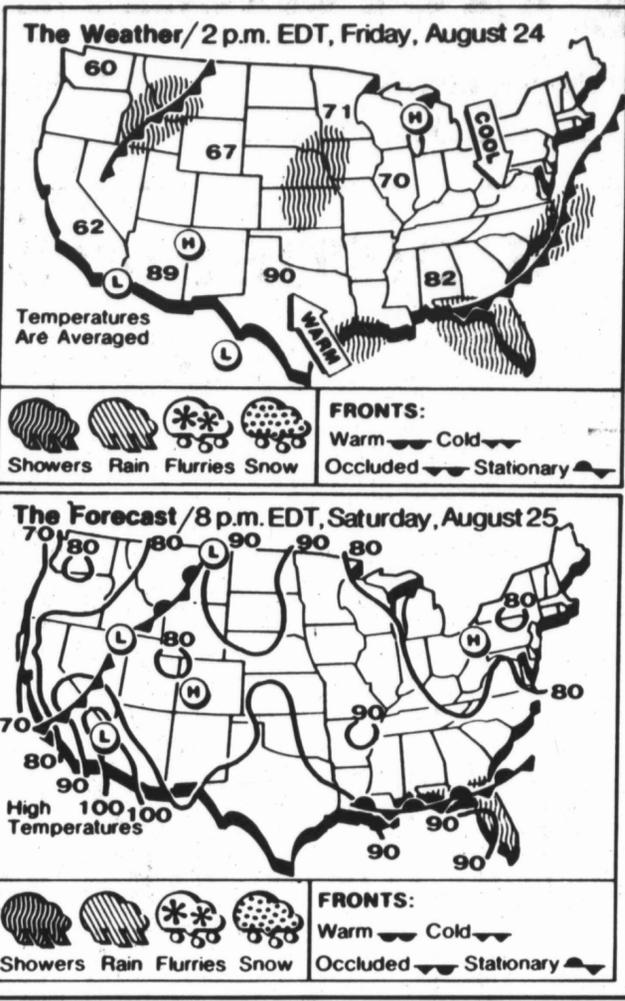 The Weather/2 p.m. EDT, Friday, August 24
60
71
H
COOL
67
70
62
H
L
89
90
82
Temperatures
Are Averaged
WARM
L
Showers Rain Flurries Snow
FRONTS:
Warm Cold
Occluded Stationary
The Forecast/8 p.m. EDT, Saturday, August 25
70 80 80 L 90 90 80
80
L 80 H
H
80
90
70
L
80
90
100 100
High
Temperatures
90
90
90
Showers Rain Flurries Snow
FRONTS:
Warm Cold
Occluded Stationary